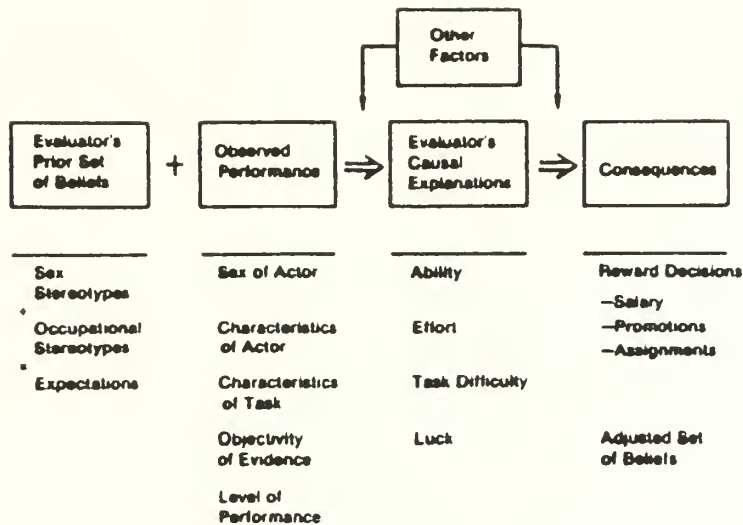 Other
Factors
Evaluator's
Prior Set
of Beliefs
+
Observed
Performance
⇒
Evaluator's
Causal
Explanations
⇒
Consequences
Sex
Stereotypes
Occupational
Stereotypes
Expectations
Sex of Actor
Characteristics
of Actor
Characteristics
of Task
Objectivity
of Evidence
Level of
Performance
Ability
Effort
Task Difficulty
Luck
Reward Decisions
—Salary
—Promotions
—Assignments
Adjusted Set
of Beliefs